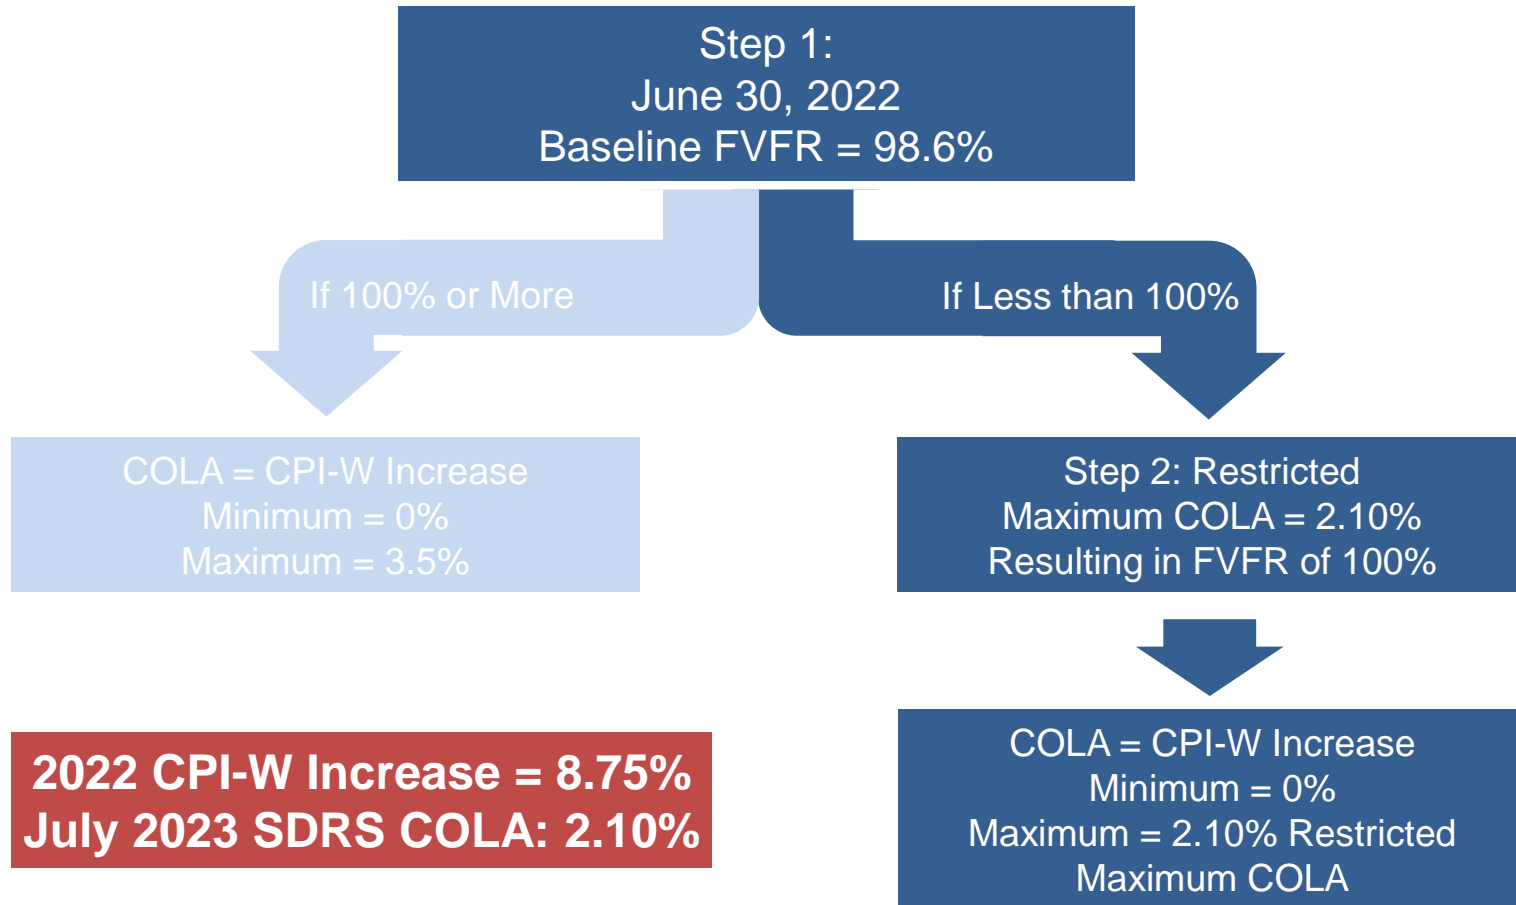 Step 1:
June 30, 2022
Baseline FVFR = 98.6%
If 100% or More
If Less than 100%
COLA = CPI-W Increase
Minimum = 0%
Maximum = 3.5%
Step 2: Restricted
Maximum COLA = 2.10%
Resulting in FVFR of 100%
2022 CPI-W Increase = 8.75%
July 2023 SDRS COLA: 2.10%
COLA = CPI-W Increase
Minimum = 0%
Maximum = 2.10% Restricted
Maximum COLA